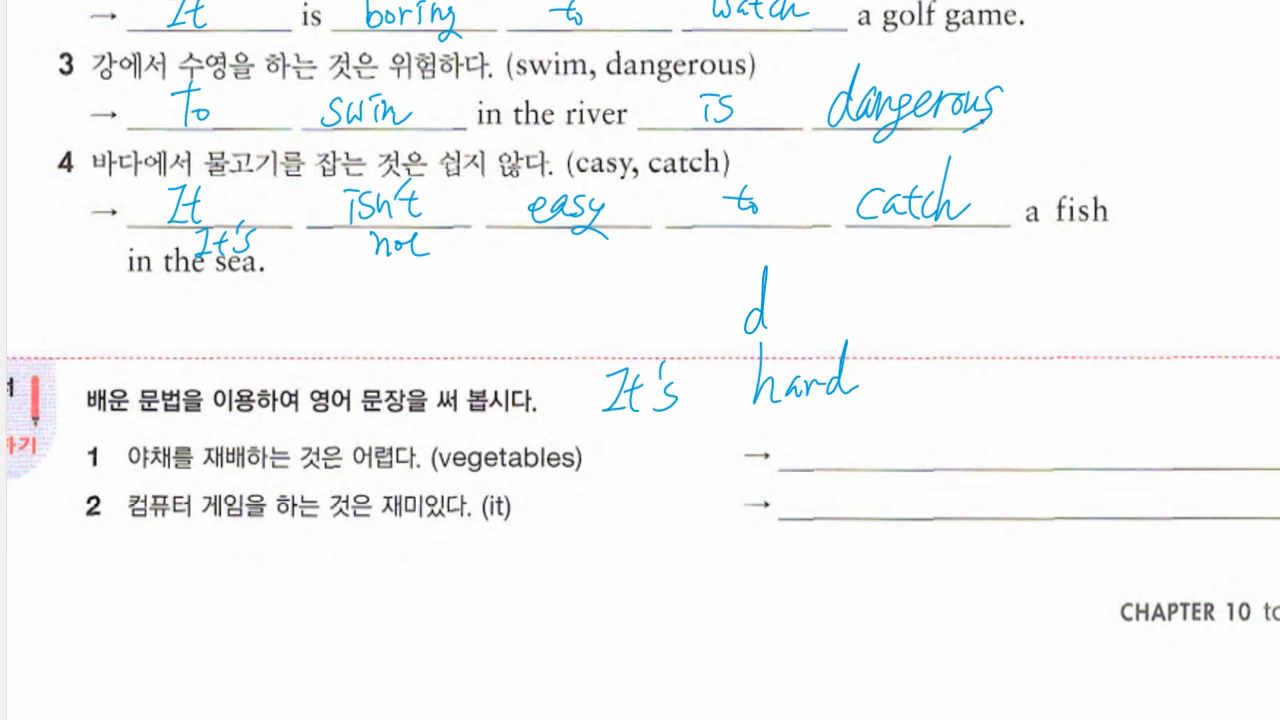 → It is boring to watch a golf game.
3 강에서 수영을 하는 것은 위험하다. (swim, dangerous)
→ To swim in the river is dangerous
4 바다에서 물고기를 잡는 것은 쉽지 않다. (easy, catch)
→ It isn't easy to catch a fish
It's not
in the sea.
d
It's hard
배운 문법을 이용하여 영어 문장을 써 봅시다.
하기
1 야채를 재배하는 것은 어렵다. (vegetables) →
2 컴퓨터 게임을 하는 것은 재미있다. (it) →
CHAPTER 10 to